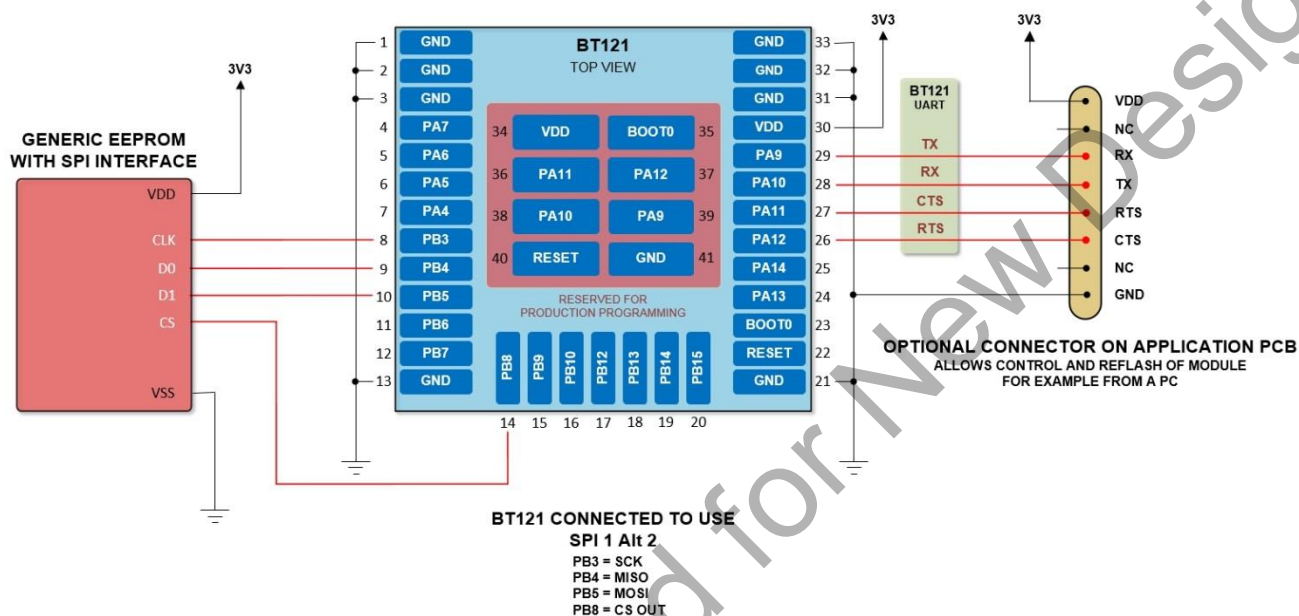 GENERIC EEPROM
WITH SPI INTERFACE
3V3
VDD
CLK
D0
D1
CS
VSS
BT121
TOP VIEW
1 GND
2 GND
3 GND
4 PA7
5 PA6
6 PA5
7 PA4
8 PB3
9 PB4
10 PB5
11 PB6
12 PB7
13 GND
34 VDD BOOT0 35
36 PA11 PA12 37
38 PA10 PA9 39
40 RESET GND 41
RESERVED FOR
PRODUCTION PROGRAMMING
PB8 PB9 PB10 PB12 PB13 PB14 PB15
14 15 16 17 18 19 20
GND 33
GND 32
GND 31
VDD 30
PA9 29
PA10 28
PA11 27
PA12 26
PA14 25
PA13 24
BOOT0 23
RESET 22
GND 21
3V3
BT121
UART
TX
RX
CTS
RTS
3V3
VDD
NC
RX
TX
RTS
CTS
NC
GND
OPTIONAL CONNECTOR ON APPLICATION PCB
ALLOWS CONTROL AND REFLASH OF MODULE
FOR EXAMPLE FROM A PC
BT121 CONNECTED TO USE
SPI 1 Alt 2
PB3 = SCK
PB4 = MISO
PB5 = MOSI
PB8 = CS OUT
for New